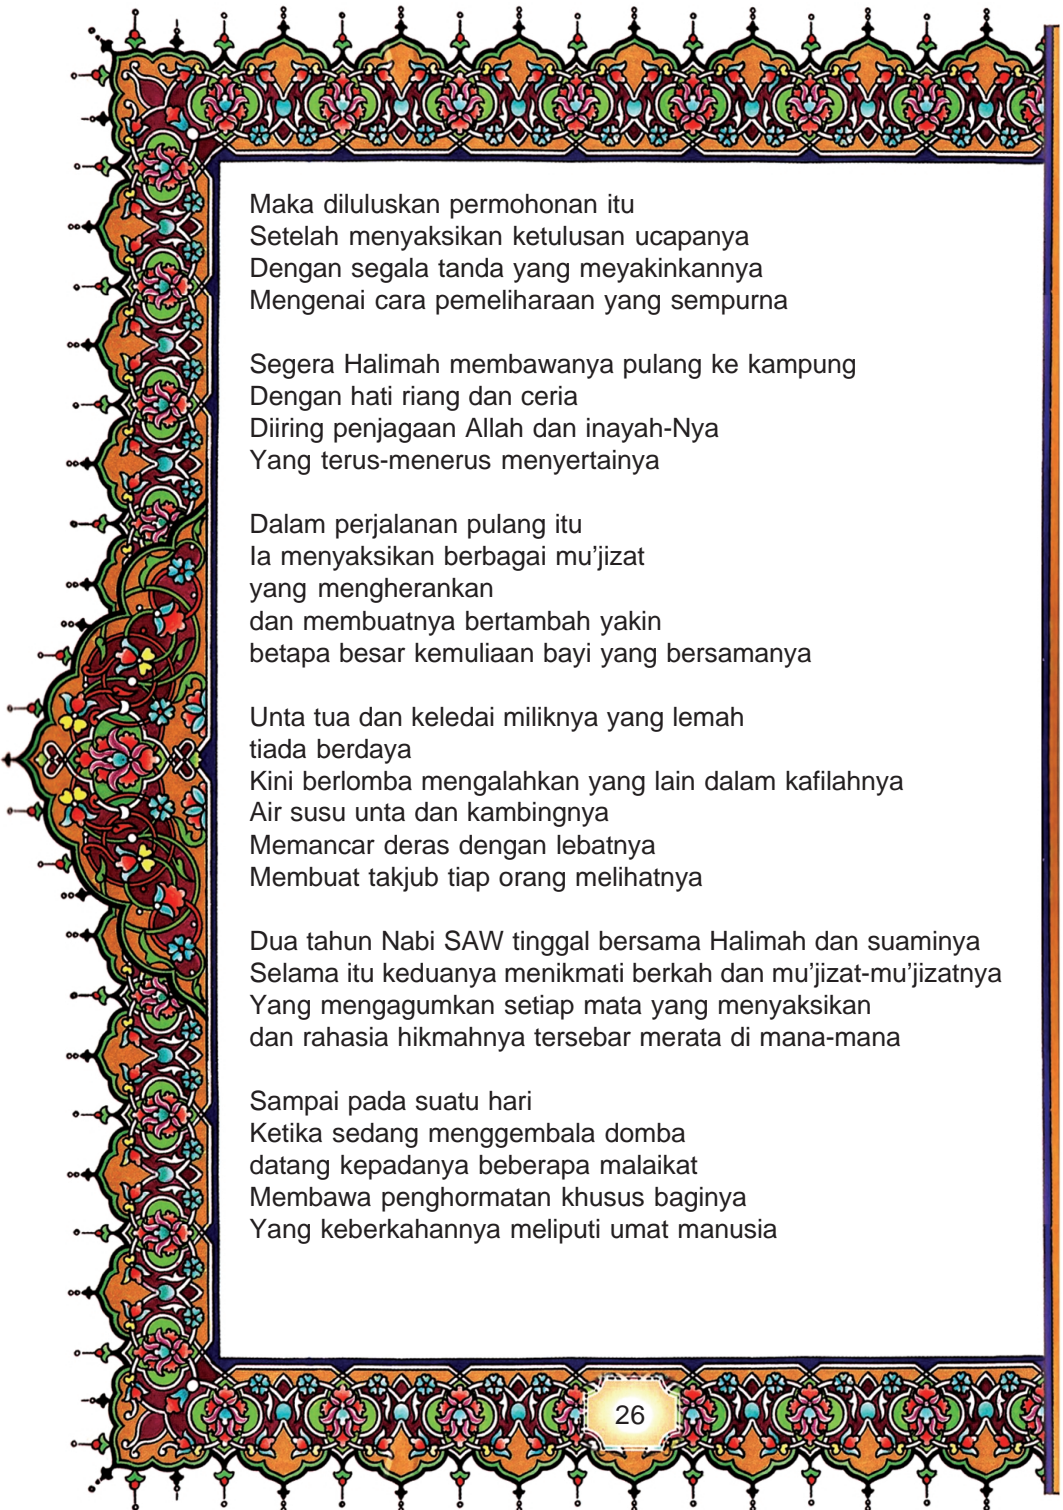 Maka diluluskan permohonan itu
Setelah menyaksikan ketulusan ucapanya
Dengan segala tanda yang meyakinkannya
Mengenai cara pemeliharaan yang sempurna

Segera Halimah membawanya pulang ke kampung
Dengan hati riang dan ceria
Diiring penjagaan Allah dan inayah-Nya
Yang terus-menerus menyertainya

Dalam perjalanan pulang itu
Ia menyaksikan berbagai mu’jizat
yang mengherankan
dan membuatnya bertambah yakin
betapa besar kemuliaan bayi yang bersamanya

Unta tua dan keledai miliknya yang lemah
tiada berdaya
Kini berlomba mengalahkan yang lain dalam kafilahnya
Air susu unta dan kambingnya
Memancar deras dengan lebatnya
Membuat takjub tiap orang melihatnya

Dua tahun Nabi SAW tinggal bersama Halimah dan suaminya
Selama itu keduanya menikmati berkah dan mu’jizat-mu’jizatnya
Yang mengagumkan setiap mata yang menyaksikan
dan rahasia hikmahnya tersebar merata di mana-mana

Sampai pada suatu hari
Ketika sedang menggembala domba
datang kepadanya beberapa malaikat
Membawa penghormatan khusus baginya
Yang keberkahannya meliputi umat manusia

26